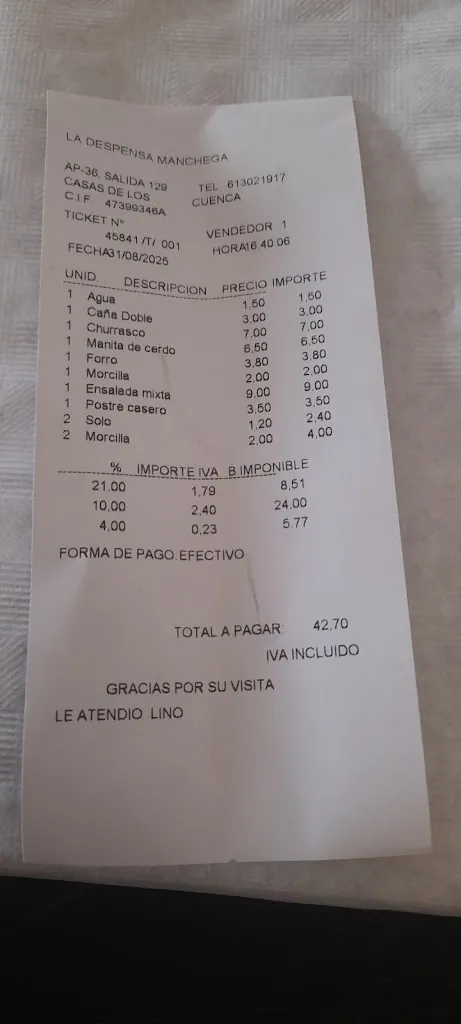 LA DESPENSA MANCHEGA
AP-36, SALIDA 129 TEL 613021917
CASAS DE LOS CUENCA
C.I.F. 47399346A
TICKET Nº VENDEDOR 1
45841 /T/ 001 HORA16:40:06
FECHA31/08/2025
UNID DESCRIPCION PRECIO IMPORTE
1 Agua 1,50 1,50
1 Caña Doble 3,00 3,00
1 Churrasco 7,00 7,00
1 Manita de cerdo 6,50 6,50
1 Forro 3,80 3,80
1 Morcilla 2,00 2,00
1 Ensalada mixta 9,00 9,00
1 Postre casero 3,50 3,50
2 Solo 1,20 2,40
2 Morcilla 2,00 4,00
% IMPORTE IVA B.IMPONIBLE
21,00 1,79 8,51
10,00 2,40 24,00
4,00 0,23 5,77
FORMA DE PAGO: EFECTIVO
TOTAL A PAGAR: 42,70
IVA INCLUIDO
GRACIAS POR SU VISITA
LE ATENDIO LINO